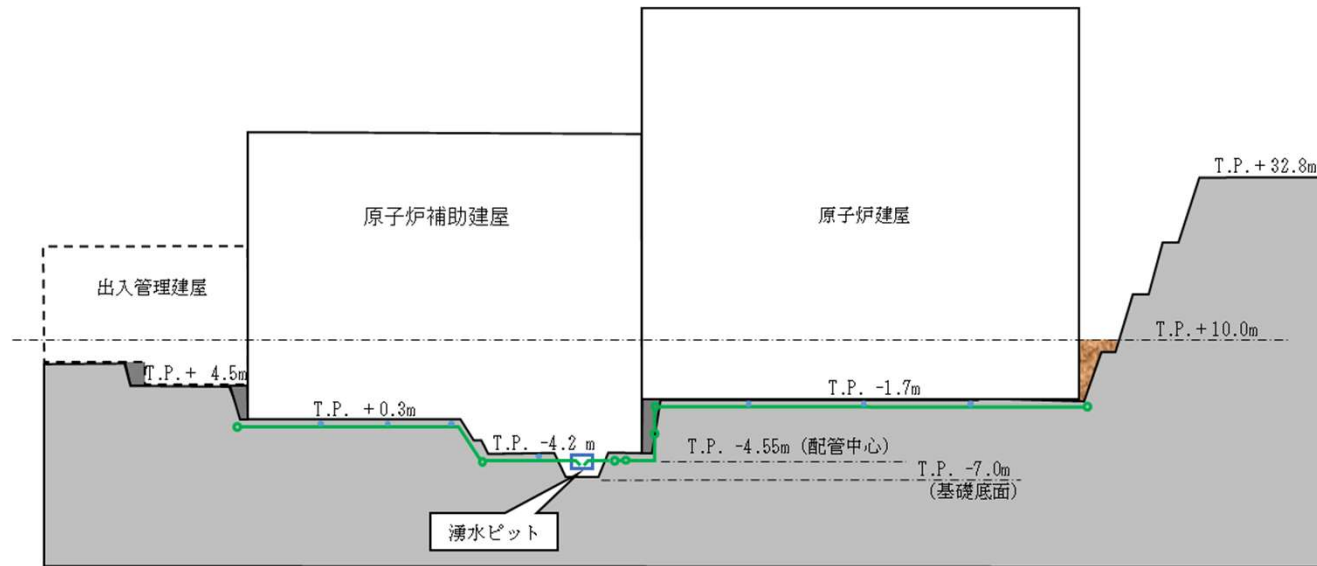 T.P.+32.8m
原子炉補助建屋
原子炉建屋
出入管理建屋
T.P.+10.0m
T.P.+ 4.5m
T.P. -1.7m
T.P. +0.3m
T.P. -4.2 m
T.P. -4.55m (配管中心)
T.P. -7.0m
(基礎底面)
湧水ピット